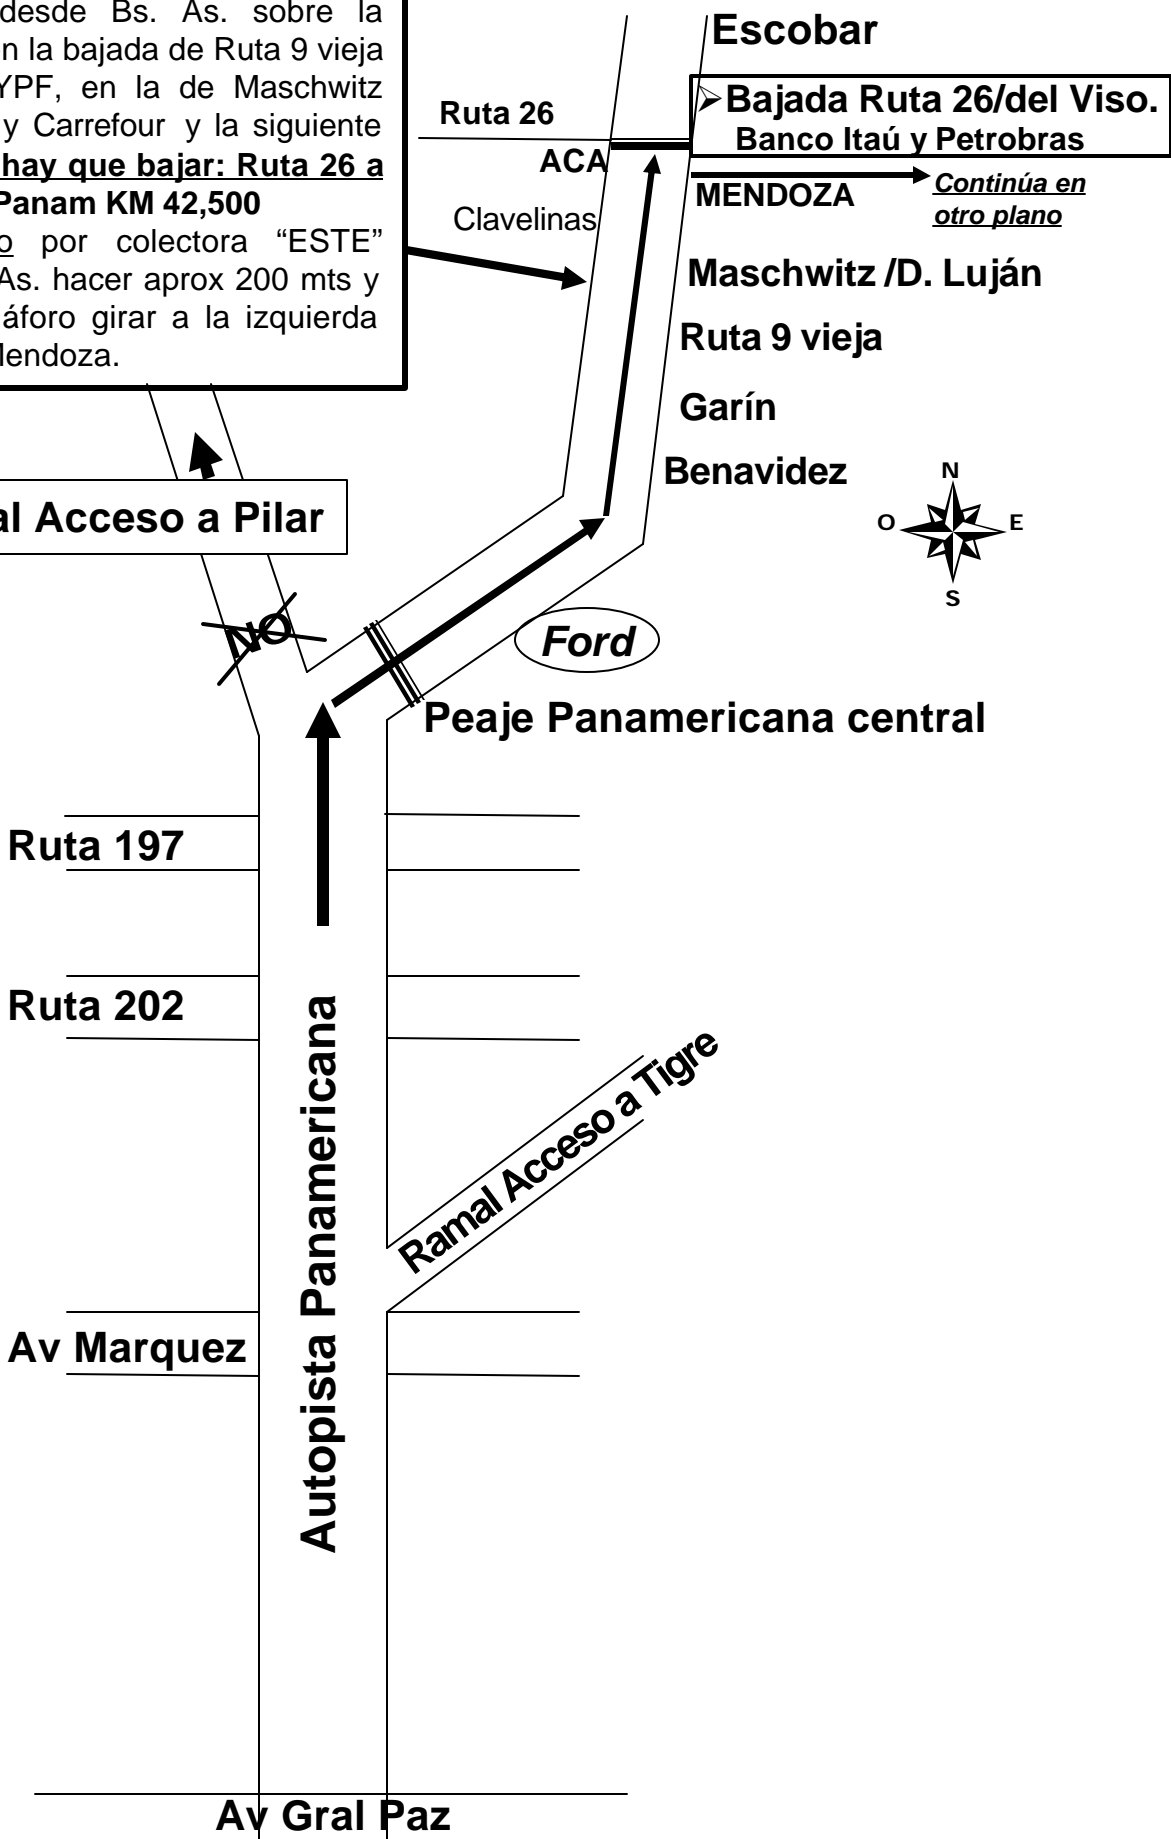 desde Bs. As. sobre la
la bajada de Ruta 9 vieja
YPF, en la de Maschwitz
y Carrefour y la siguiente
hay que bajar: Ruta 26 a
Panam KM 42,500
por colectora “ESTE”
As. hacer aprox 200 mts y
girar a la izquierda
Mendoza.
Escobar
Ruta 26
➢Bajada Ruta 26/del Viso.
Banco Itaú y Petrobras
ACA
MENDOZA
Continúa en
otro plano
Clavelinas
Maschwitz /D. Luján
Ruta 9 vieja
Garín
Benavidez
N
O
E
S
Acceso a Pilar
NO
Ford
Peaje Panamericana central
Ruta 197
Ruta 202
Autopista Panamericana
Ramal Acceso a Tigre
Av Marquez
Av Gral Paz